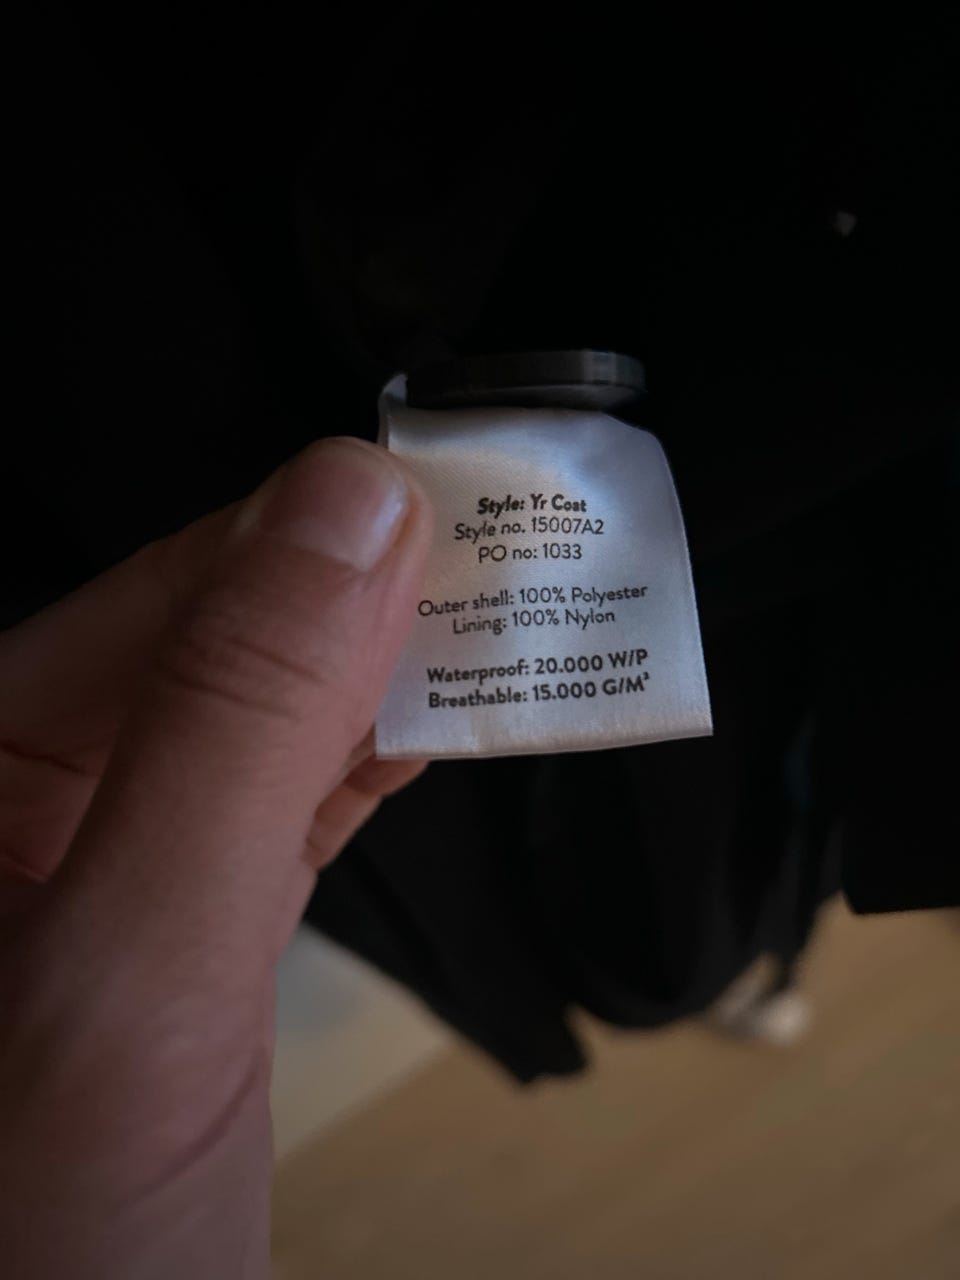 Style: Yr Coat
Style no. 15007A2
PO no: 1033
Outer shell: 100% Polyester
Lining: 100% Nylon
Waterproof: 20.000 W/P
Breathable: 15.000 G/M²